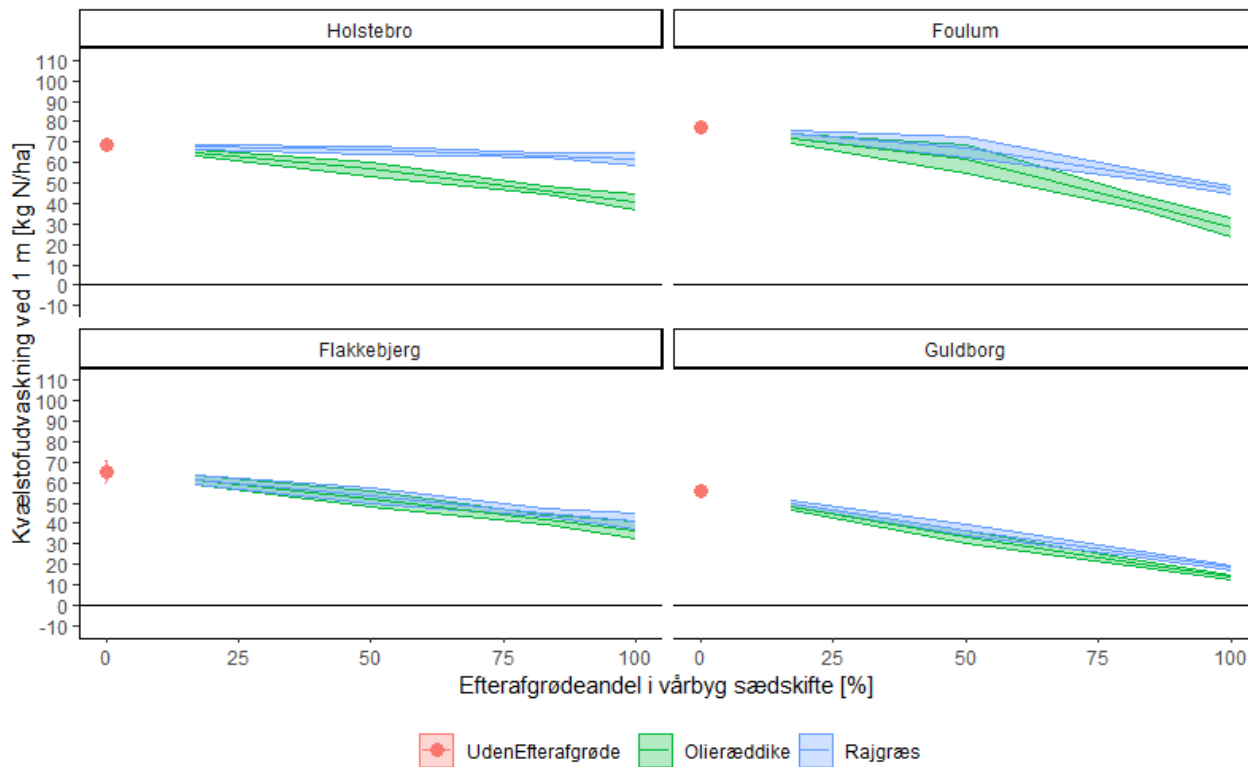 Holstebro
Foulum
110
100
90
80
70
60
50
40
30
20
10
0
-10
Flakkebjerg
Guldborg
110
100
90
80
70
60
50
40
30
20
10
0
-10
Kvælstofudvaskning ved 1 m [kg N/ha]
0 25 50 75 100
0 25 50 75 100
Efterafgrødeandel i vårbyg sædskifte [%]
UdenEfterafgrøde Olieræddike Rajgræs